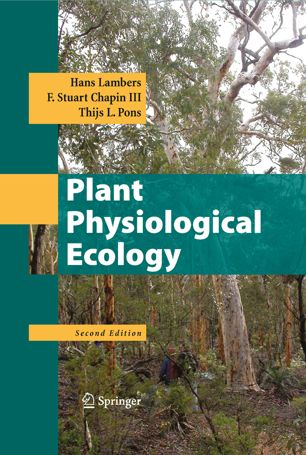 Hans Lambers
F. Stuart Chapin III
Thijs L. Pons
Plant
Physiological
Ecology
Second Edition
Springer